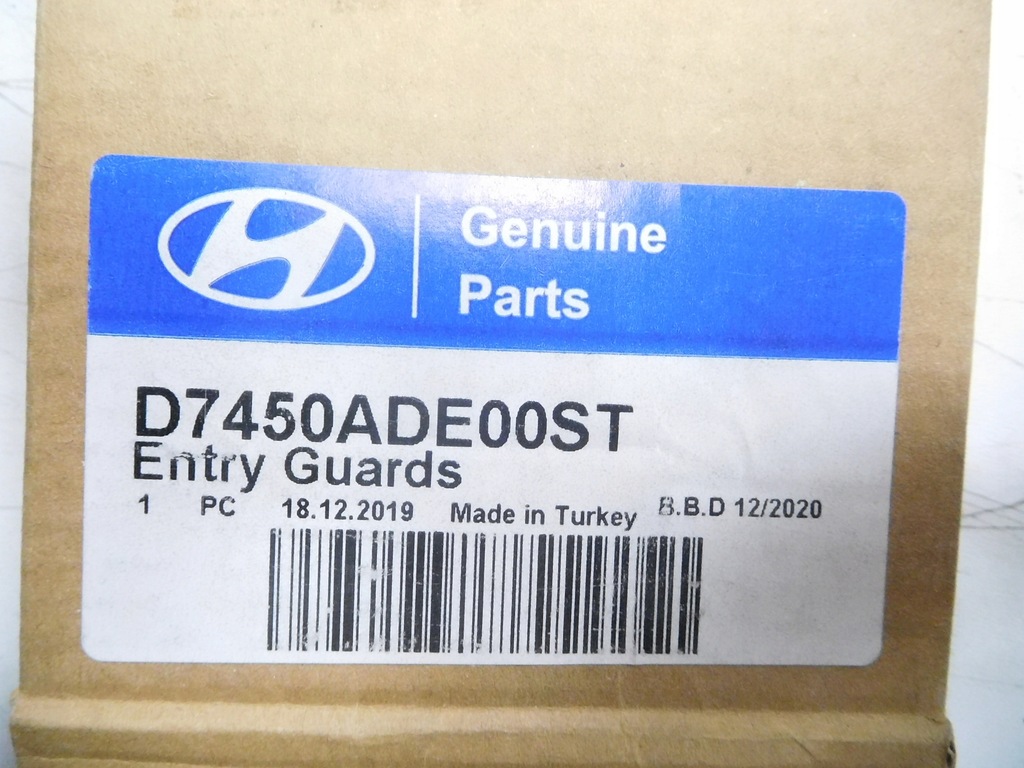 Genuine
Parts
D7450ADE00ST
Entry Guards
1 PC 18.12.2019 Made in Turkey B.B.D 12/2020